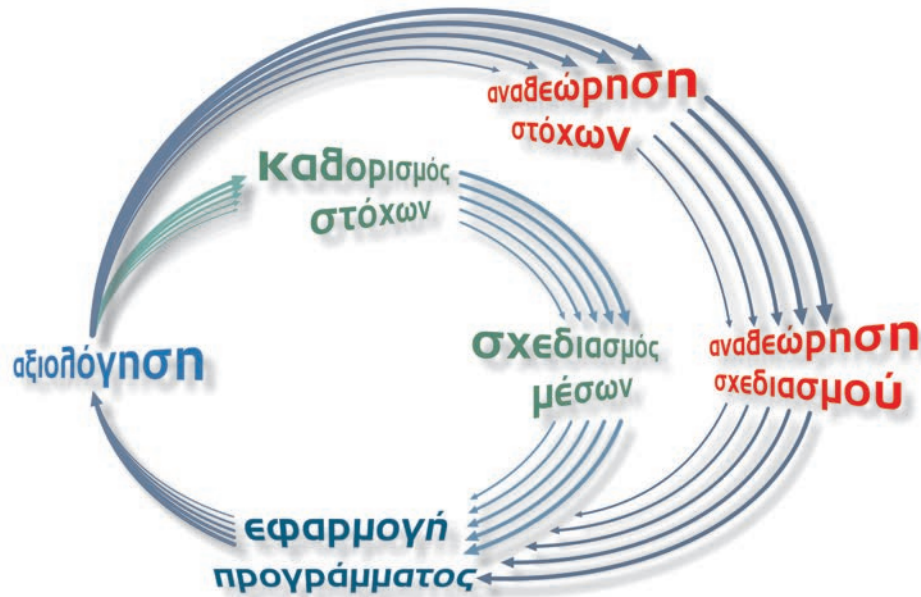 αναθεώρηση
στόχων
καθορισμός
στόχων
αξιολόγηση
σχεδιασμός
μέσων
αναθεώρηση
σχεδιασμού
εφαρμογή
προγράμματος